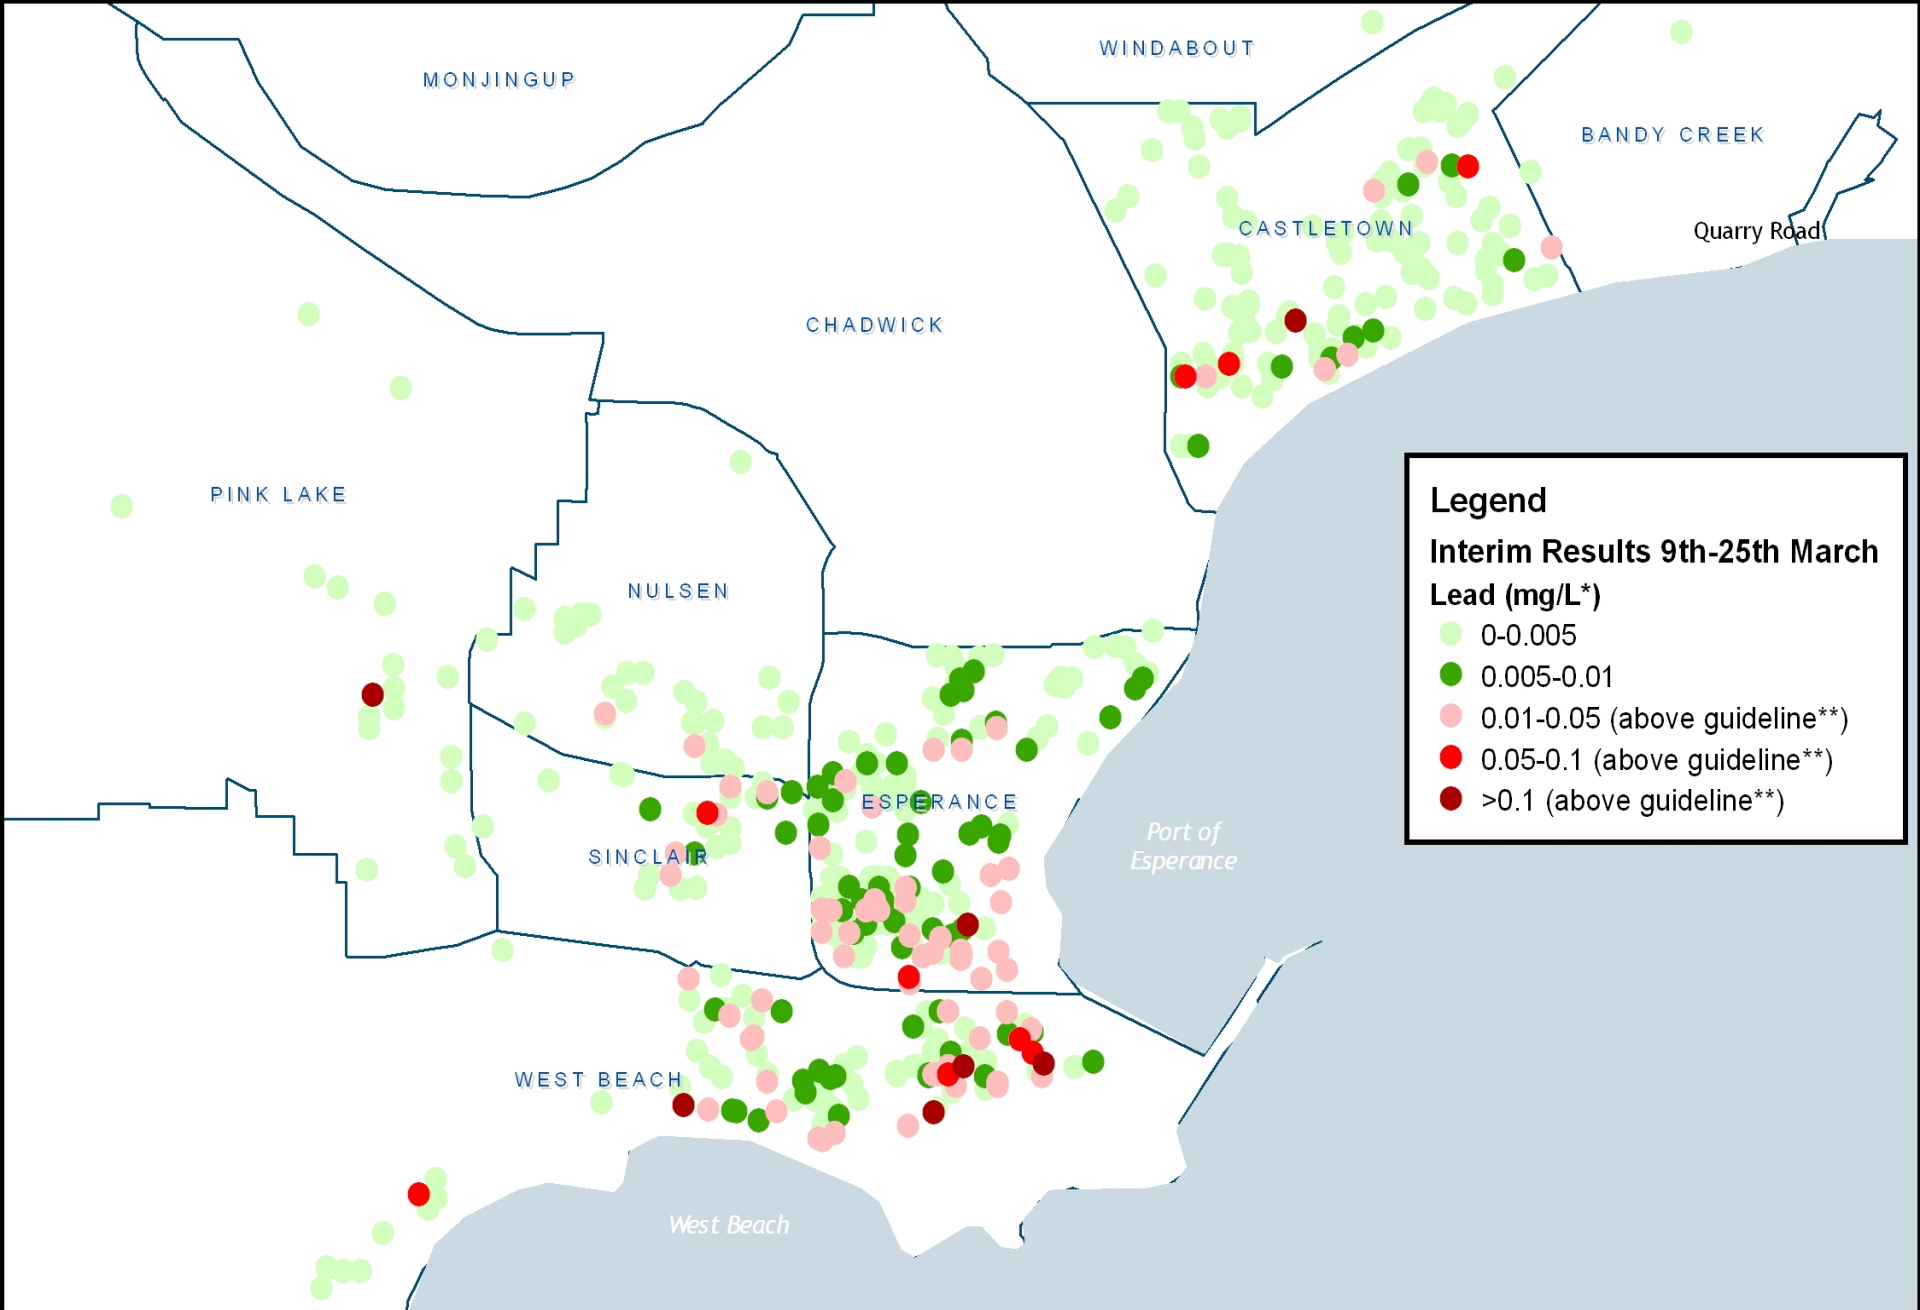 WINDABOUT
MONJINGUP
BANDY CREEK
CASTLETOWN
Quarry Road
CHADWICK
PINK LAKE
NULSEN
ESPERANCE
SINCLAIR
Port of
Esperance
WEST BEACH
West Beach
Legend
Interim Results 9th-25th March
Lead (mg/L*)
0-0.005
0.005-0.01
0.01-0.05 (above guideline**)
0.05-0.1 (above guideline**)
>0.1 (above guideline**)